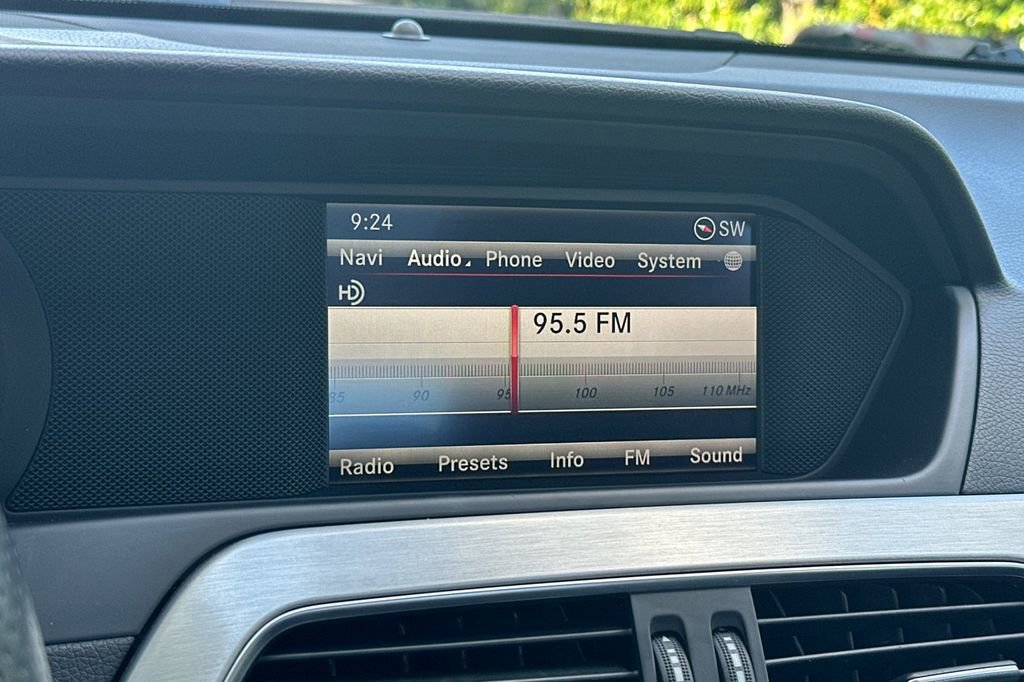 9:24 SW
Navi Audio Phone Video System
HD
95.5 FM
85 90 95 100 105 110 MHz
Radio Presets Info FM Sound